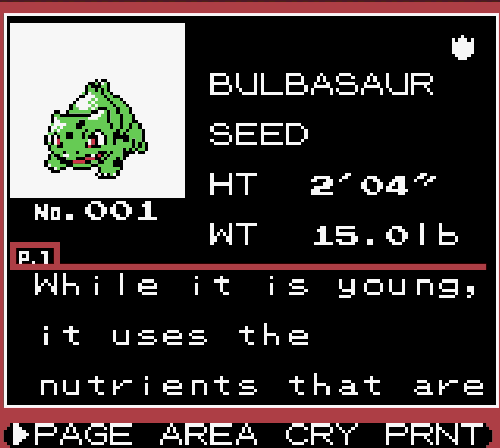 BULBASAUR
SEED
HT 2′04″
WT 15.0lb
No.001
P.1
While it is young,
it uses the
nutrients that are
▶PAGE AREA CRY PRNT